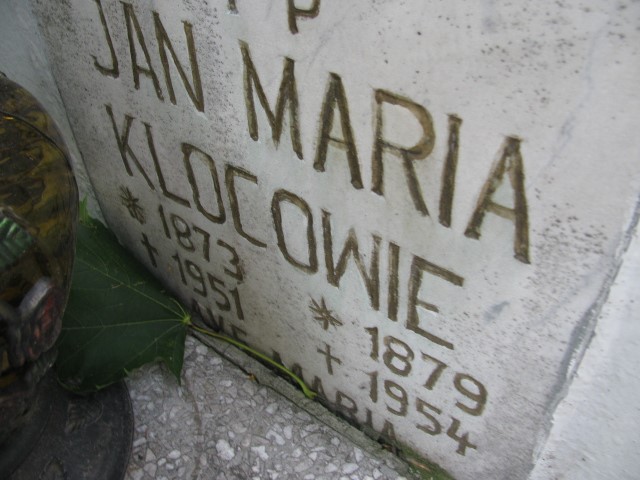 P
JAN MARIA
KLOCOWIE
* 1873 * 1879
† 1951 † 1954
AVE MARIA